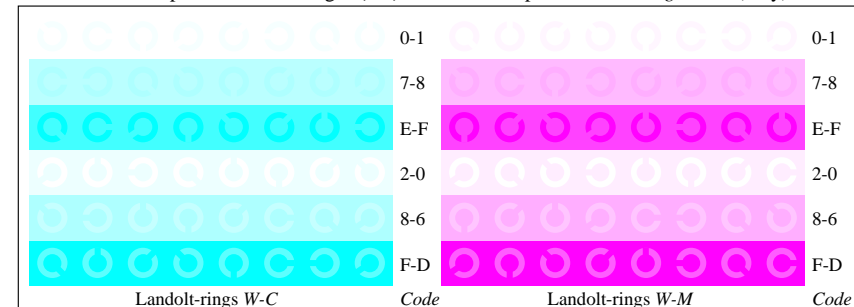 0-1 0-1
7-8 7-8
E-F E-F
2-0 2-0
8-6 8-6
F-D F-D
Landolt-rings W-C Code Landolt-rings W-M Code